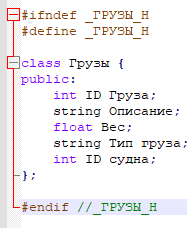 #ifndef _ГРУЗЫ_H
#define _ГРУЗЫ_H
class Грузы {
public:
int ID Груза;
string Описание;
float Вес;
string Тип груза;
int ID судна;
};
#endif //_ГРУЗЫ_H